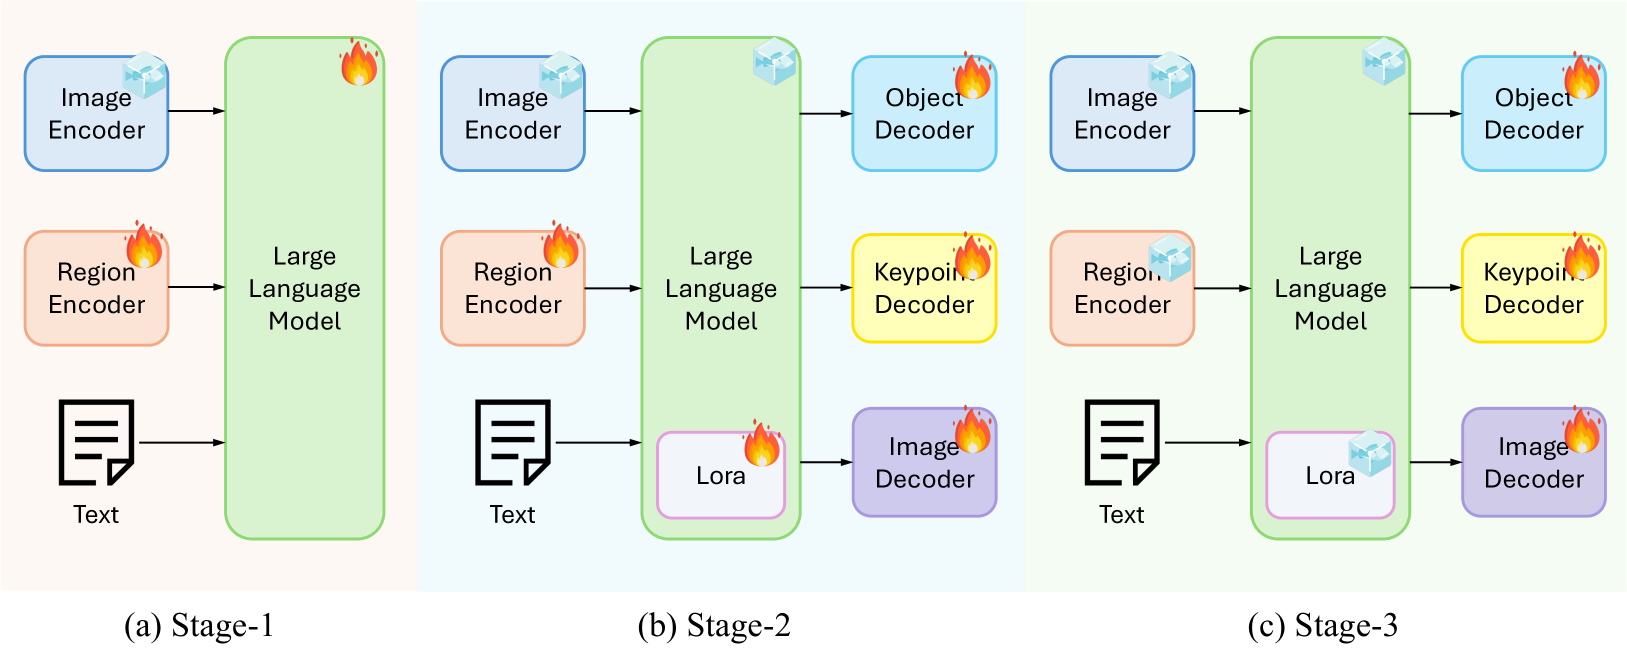 Image
Encoder
Region
Encoder
Text
Large
Language
Model
(a) Stage-1
Image
Encoder
Region
Encoder
Text
Large
Language
Model
Lora
Object
Decoder
Keypoint
Decoder
Image
Decoder
(b) Stage-2
Image
Encoder
Region
Encoder
Text
Large
Language
Model
Lora
Object
Decoder
Keypoint
Decoder
Image
Decoder
(c) Stage-3